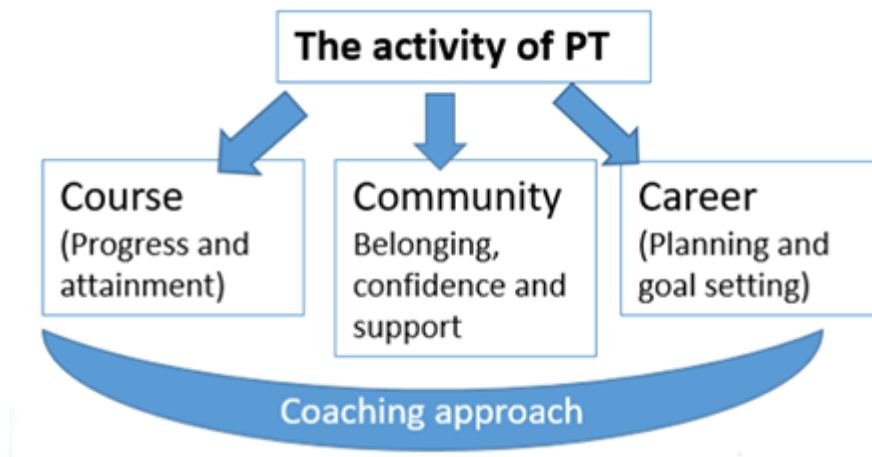 The activity of PT
Course
(Progress and
attainment)
Community
Belonging,
confidence and
support
Career
(Planning and
goal setting)
Coaching approach